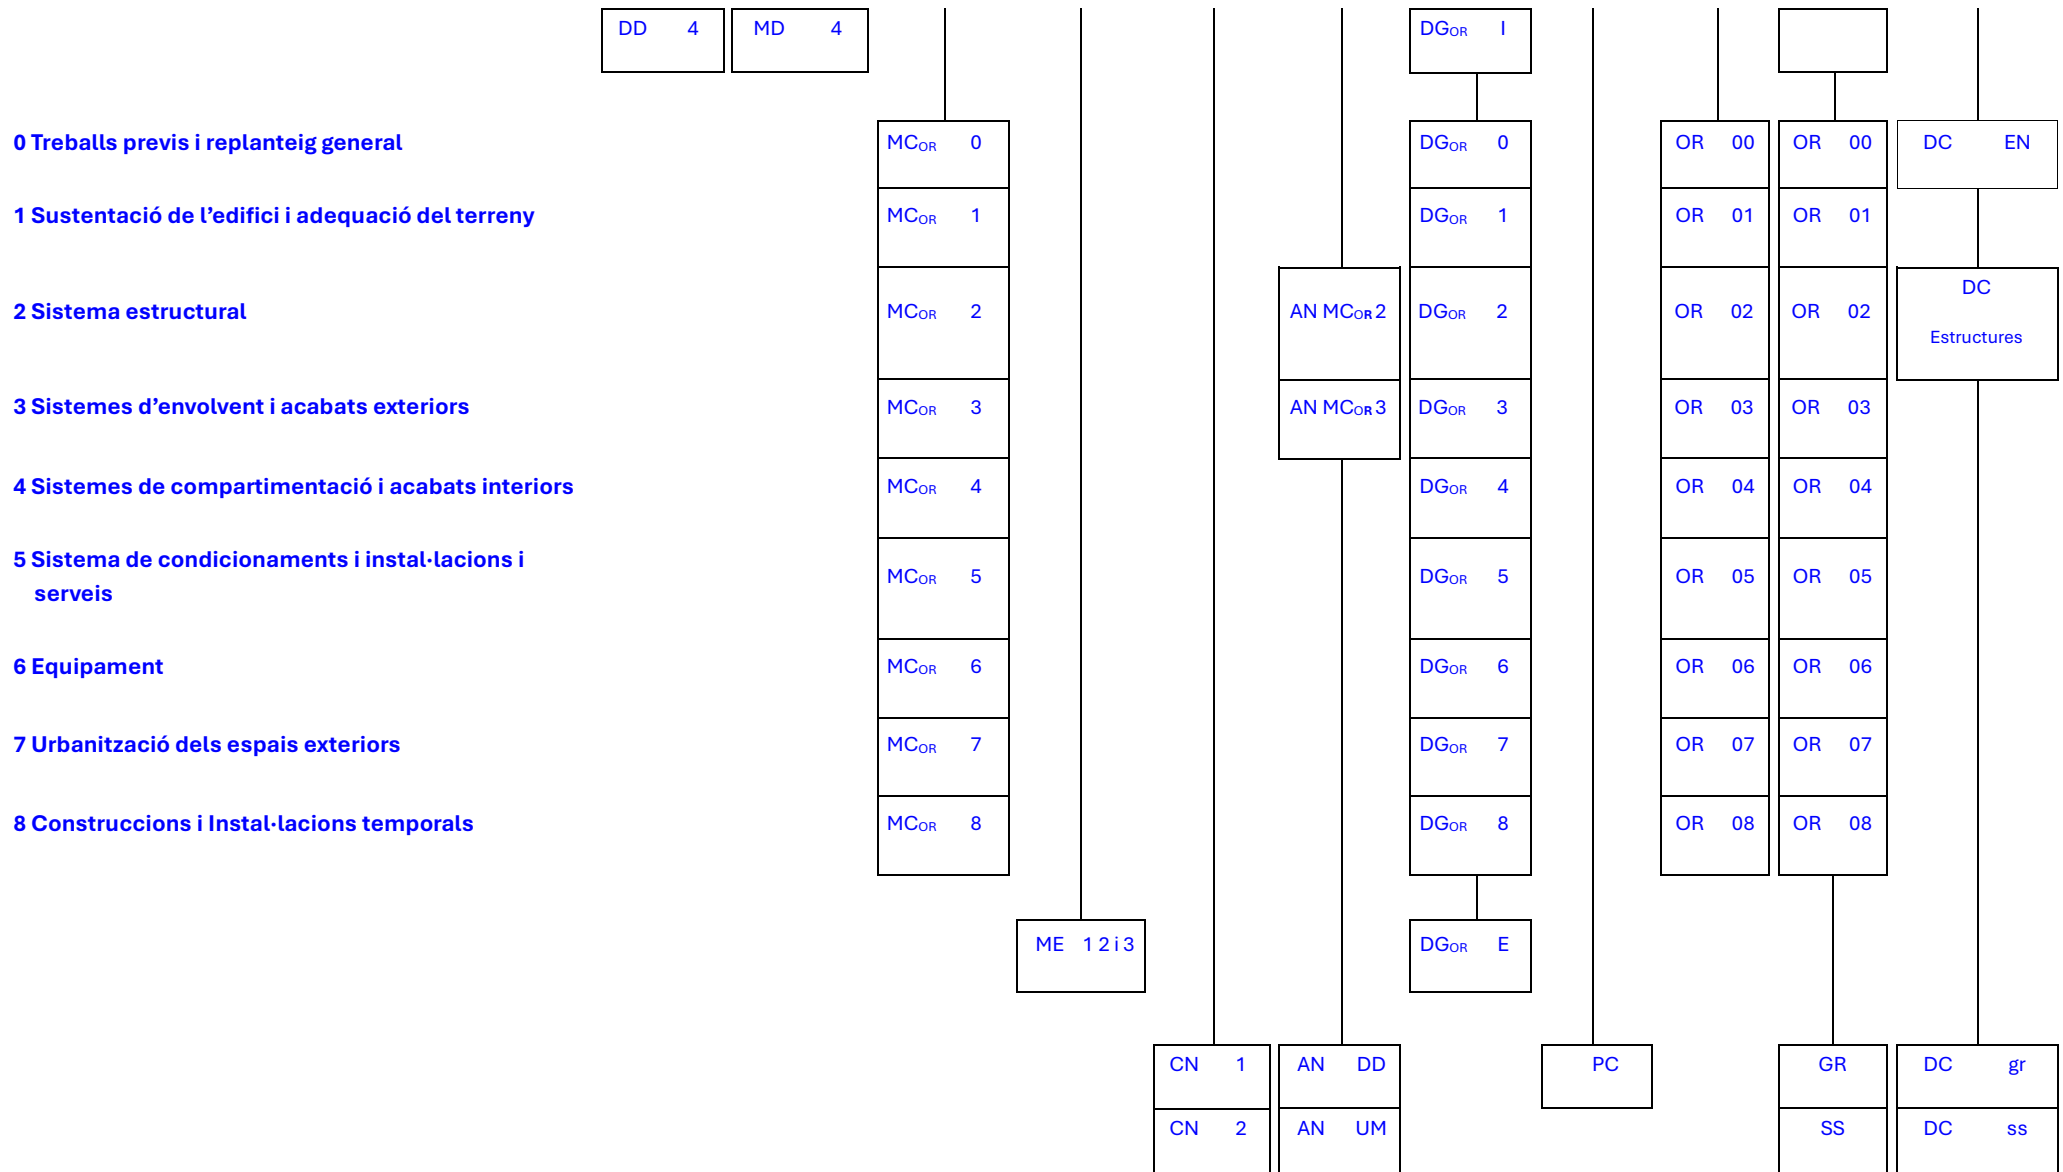 DD 4 MD 4 DGOR I
0 Treballs previs i replanteig general MCOR 0 DGOR 0 OR 00 OR 00 DC EN
1 Sustentació de l’edifici i adequació del terreny MCOR 1 DGOR 1 OR 01 OR 01
DC
2 Sistema estructural MCOR 2 AN MCOR 2 DGOR 2 OR 02 OR 02
Estructures
3 Sistemes d’envolvent i acabats exteriors MCOR 3 AN MCOR 3 DGOR 3 OR 03 OR 03
4 Sistemes de compartimentació i acabats interiors MCOR 4 DGOR 4 OR 04 OR 04
5 Sistema de condicionaments i instal·lacions i
MCOR 5 DGOR 5 OR 05 OR 05
serveis
6 Equipament MCOR 6 DGOR 6 OR 06 OR 06
7 Urbanització dels espais exteriors MCOR 7 DGOR 7 OR 07 OR 07
8 Construccions i Instal·lacions temporals MCOR 8 DGOR 8 OR 08 OR 08
ME 1 2 i 3 DGOR E
CN 1 AN DD PC GR DC gr
CN 2 AN UM SS DC ss